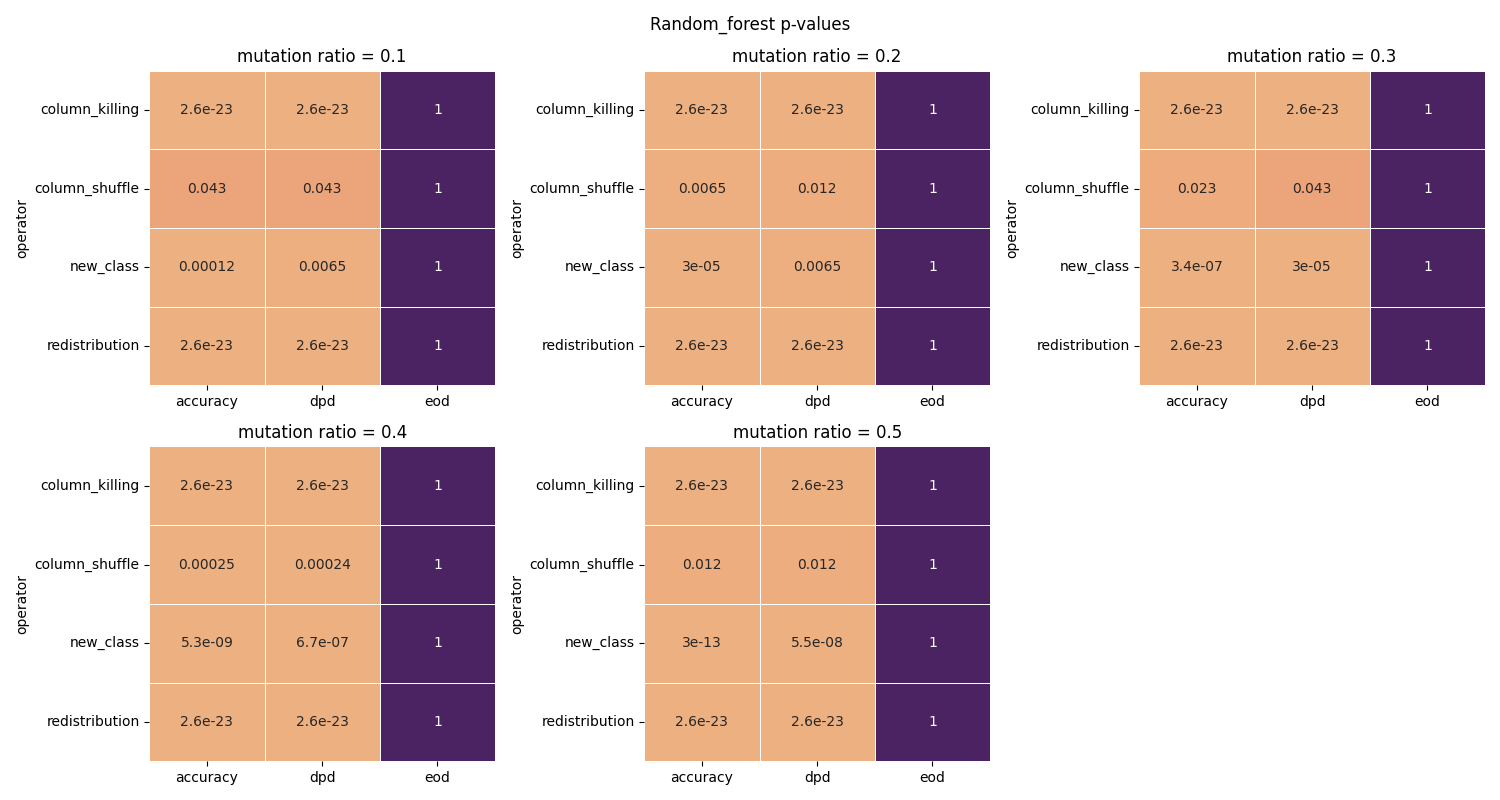 Random_forest p-values
mutation ratio = 0.1
column_killing 2.6e-23 2.6e-23 1
column_shuffle 0.043 0.043 1
new_class 0.00012 0.0065 1
redistribution 2.6e-23 2.6e-23 1
operator
accuracy dpd eod
mutation ratio = 0.2
column_killing 2.6e-23 2.6e-23 1
column_shuffle 0.0065 0.012 1
new_class 3e-05 0.0065 1
redistribution 2.6e-23 2.6e-23 1
operator
accuracy dpd eod
mutation ratio = 0.3
column_killing 2.6e-23 2.6e-23 1
column_shuffle 0.023 0.043 1
new_class 3.4e-07 3e-05 1
redistribution 2.6e-23 2.6e-23 1
operator
accuracy dpd eod
mutation ratio = 0.4
column_killing 2.6e-23 2.6e-23 1
column_shuffle 0.00025 0.00024 1
new_class 5.3e-09 6.7e-07 1
redistribution 2.6e-23 2.6e-23 1
operator
accuracy dpd eod
mutation ratio = 0.5
column_killing 2.6e-23 2.6e-23 1
column_shuffle 0.012 0.012 1
new_class 3e-13 5.5e-08 1
redistribution 2.6e-23 2.6e-23 1
operator
accuracy dpd eod